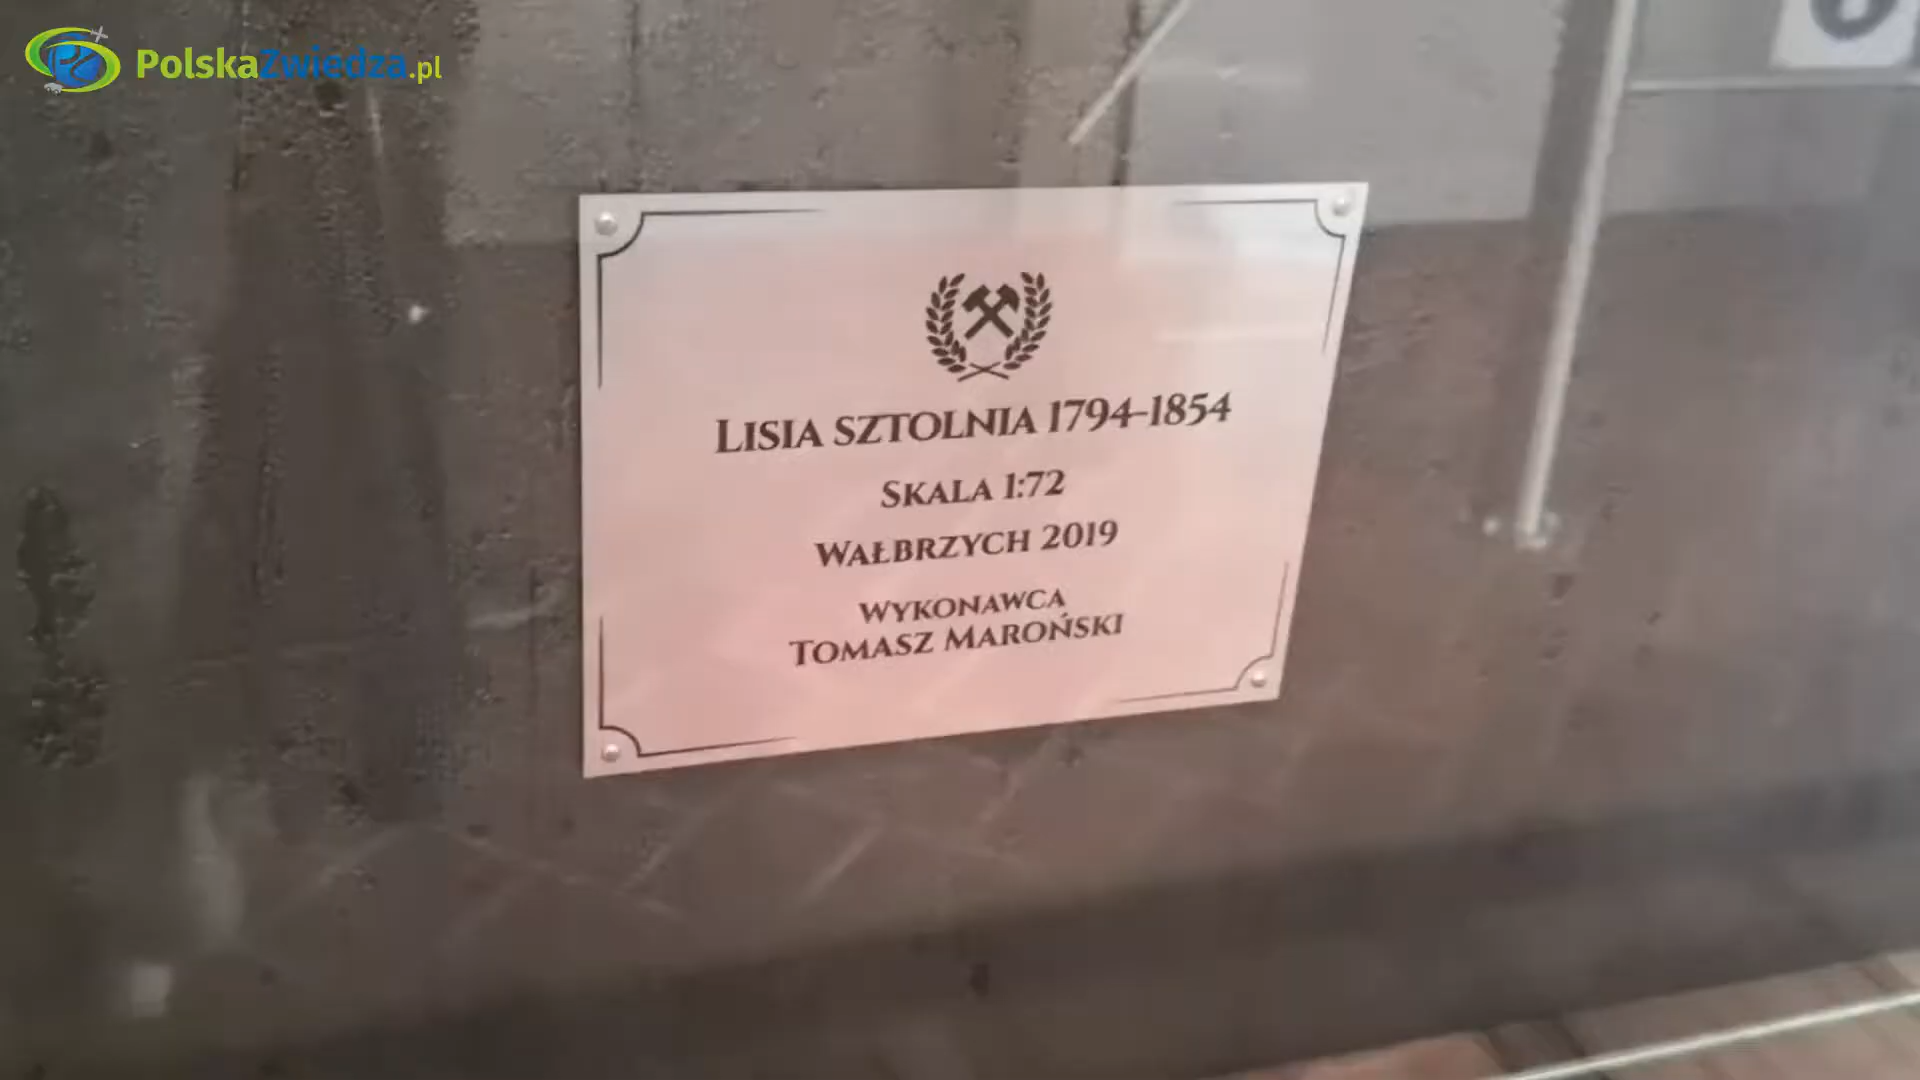 PolskaZwiedza.pl
LISIA SZTOLNIA 1794-1854
SKALA 1:72
WAŁBRZYCH 2019
WYKONAWCA
TOMASZ MAROŃSKI